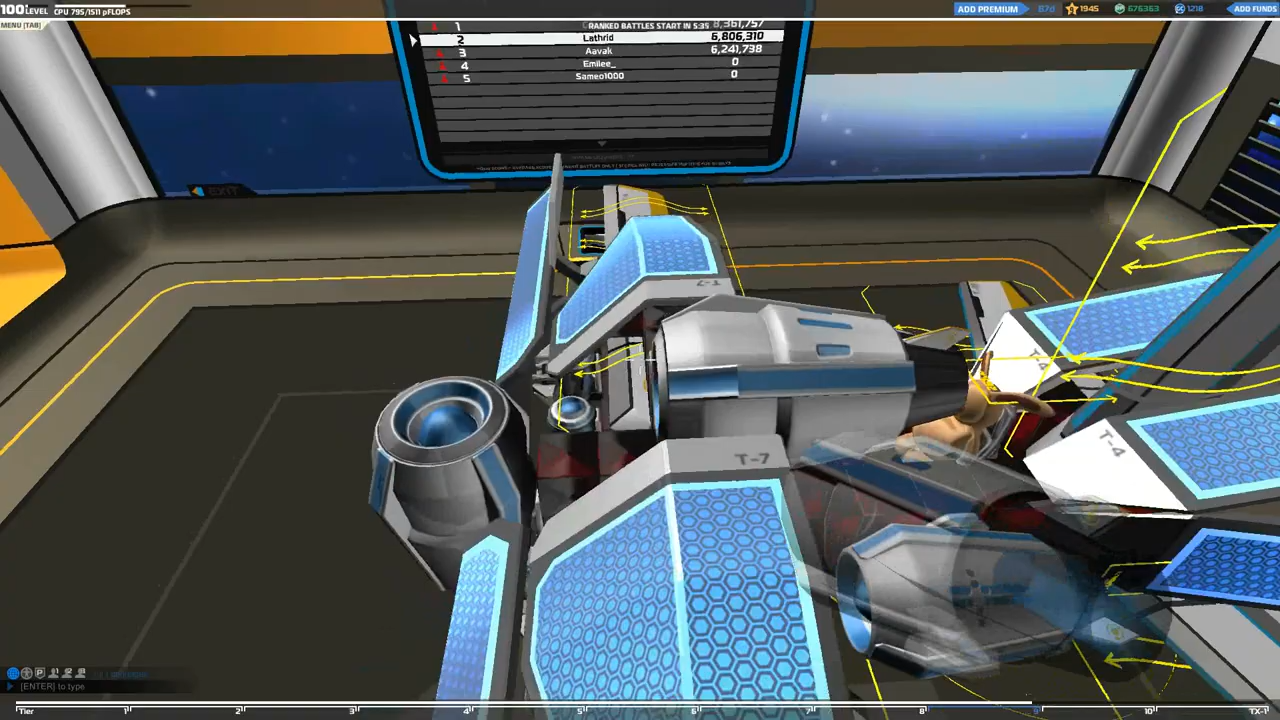 100 LEVEL CPU 795/1511 pFLOPS
ADD PREMIUM 87d 1945 676363 1218 ADD FUNDS
MENU [TAB]
1 RANKED BATTLES START IN 5:35 8,361,757
2 Lathrid 6,806,310
3 Aavak 6,241,738
4 Emilee_ 0
5 Sameo1000 0
EXIT
T-7
T-4
T-7
T-4
[ENTER] to type
Tier 1 2 3 4 5 6 7 8 9 10 TX-1